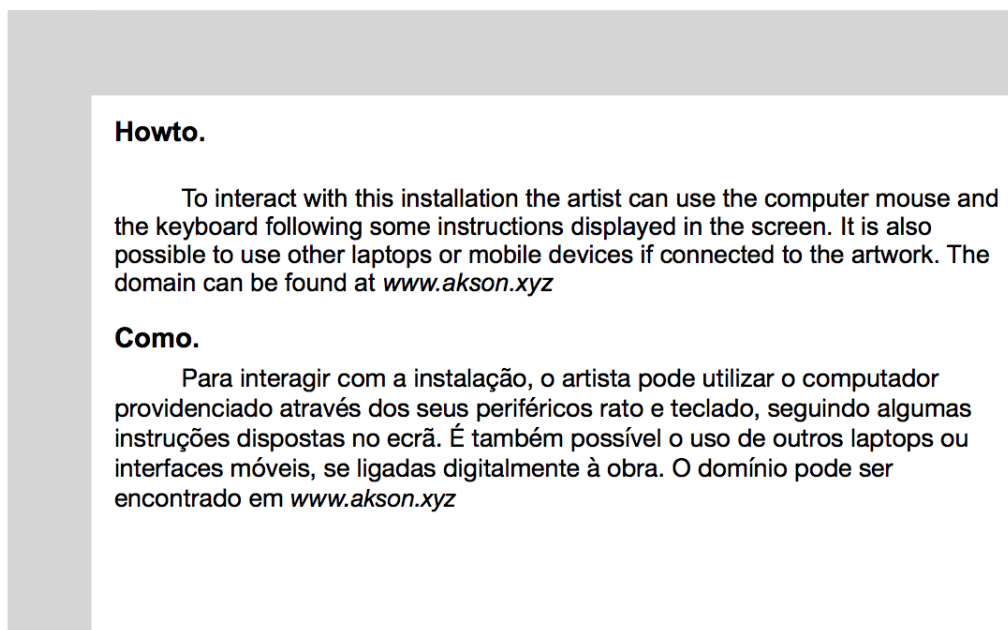 Howto.
To interact with this installation the artist can use the computer mouse and
the keyboard following some instructions displayed in the screen. It is also
possible to use other laptops or mobile devices if connected to the artwork. The
domain can be found at www.akson.xyz
Como.
Para interagir com a instalação, o artista pode utilizar o computador
providenciado através dos seus periféricos rato e teclado, seguindo algumas
instruções dispostas no ecrã. É também possível o uso de outros laptops ou
interfaces móveis, se ligadas digitalmente à obra. O domínio pode ser
encontrado em www.akson.xyz